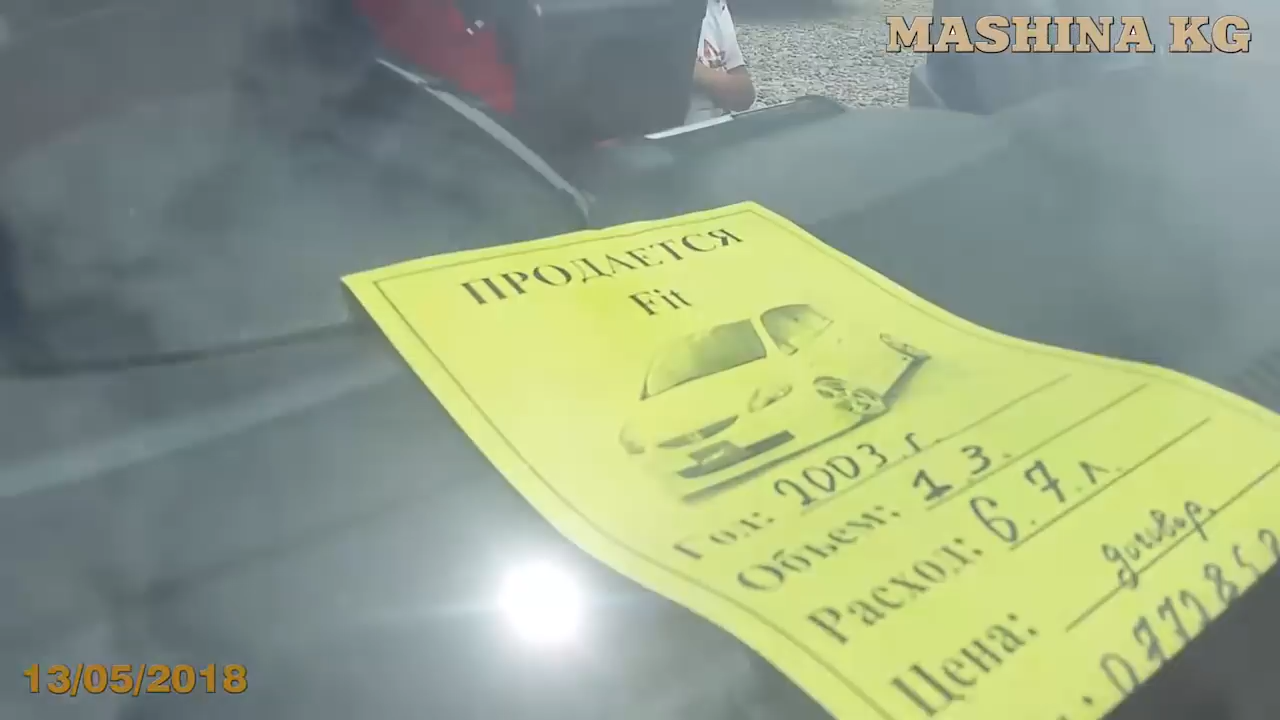 MASHINA KG
ПРОДАЕТСЯ
Fit
Год: 2003 г.
Объем: 1 3.
Расход: 6. 7 л.
Цена: договор.
13/05/2018